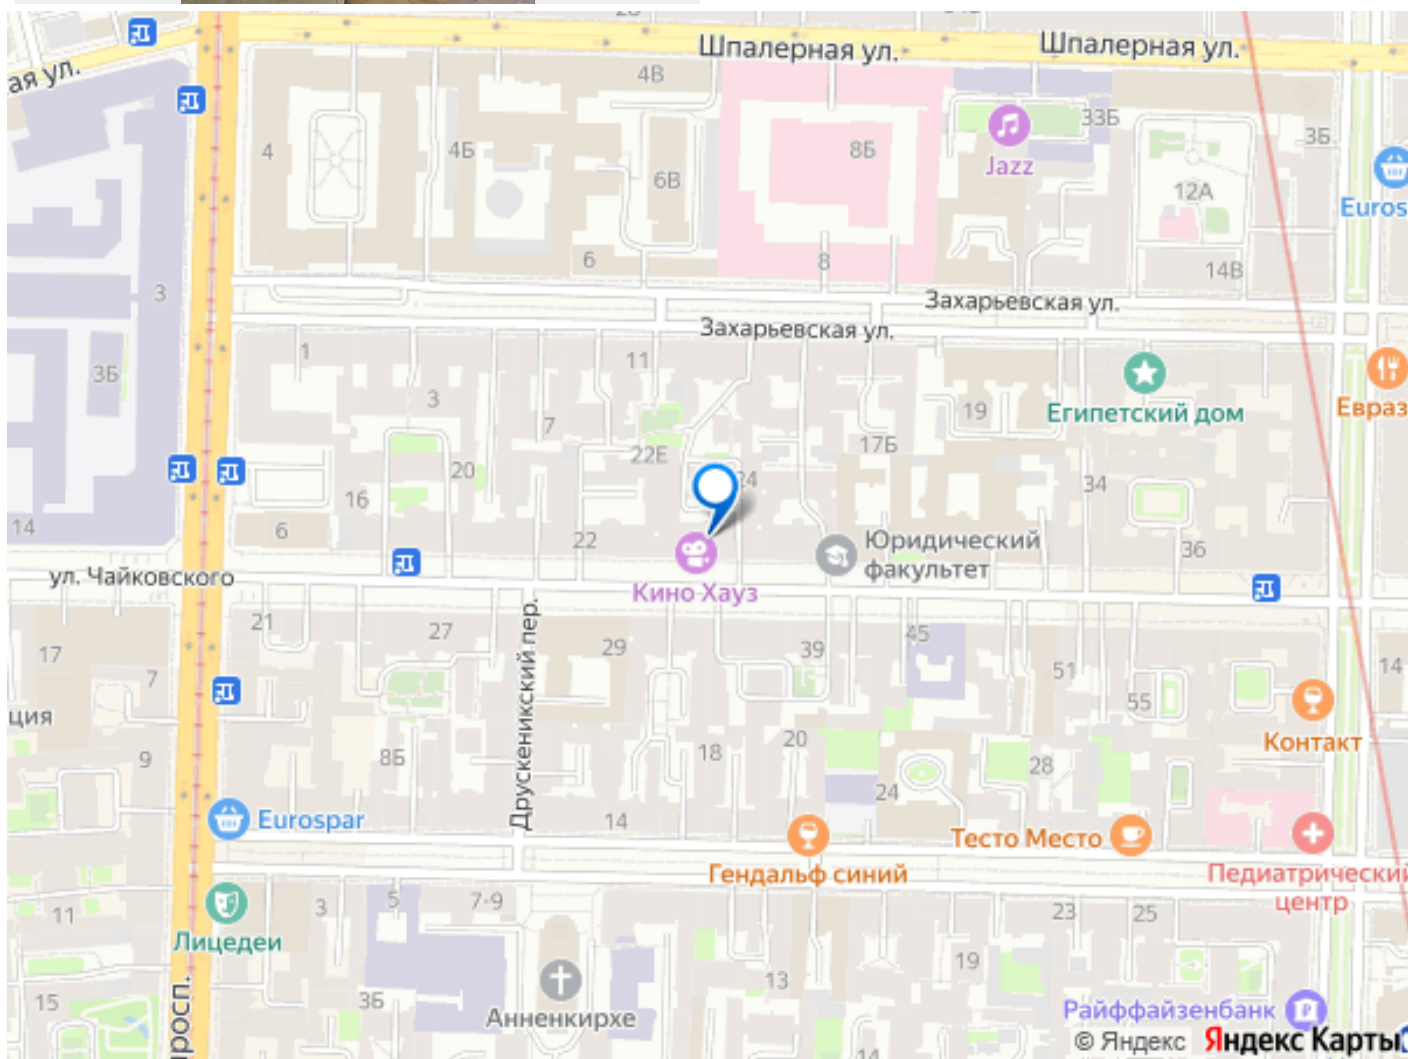 Шпалерная ул.
Шпалерная ул.
ая ул.
4В
33Б
3Б
4
4Б
8Б
6В
Jazz
12А
Euros
6
8
14В
3
Захарьевская ул.
Захарьевская ул.
1
11
3Б
3
19
Египетский дом
Евраз
7
17Б
22Е
20
24
34
16
14
6
22
Юридический
факультет
36
ул. Чайковского
Кино Хауз
Друскеникский пер.
21
27
29
39
45
51
17
7
14
55
ция
Контакт
9
8Б
18
20
28
24
Eurospar
14
Тесто Место
Гендальф синий
Педиатрический
центр
11
3
5
7-9
23
25
Лицедеи
19
13
15
3Б
Анненкирхе
Райффайзенбанк
просп.
© Яндекс Яндекс Карты